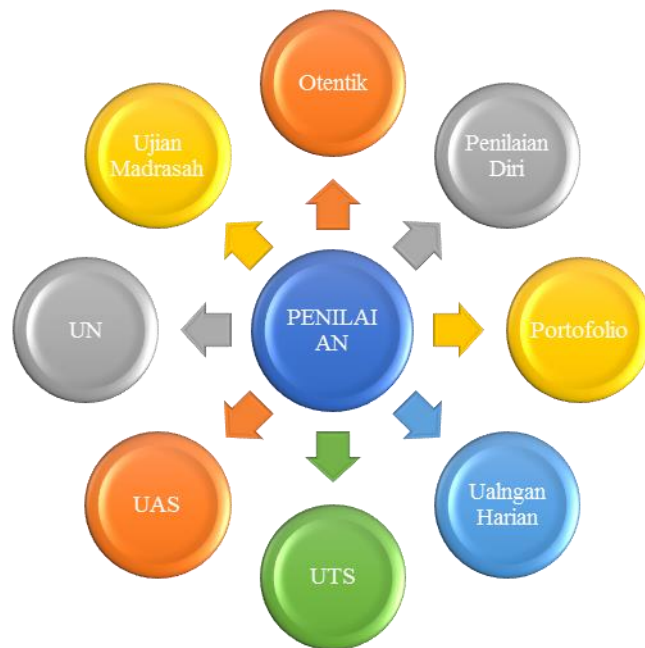 Otentik
Penilaian
Diri
Portofolio
Ualngan
Harian
UTS
UAS
UN
Ujian
Madrasah
PENILAI
AN